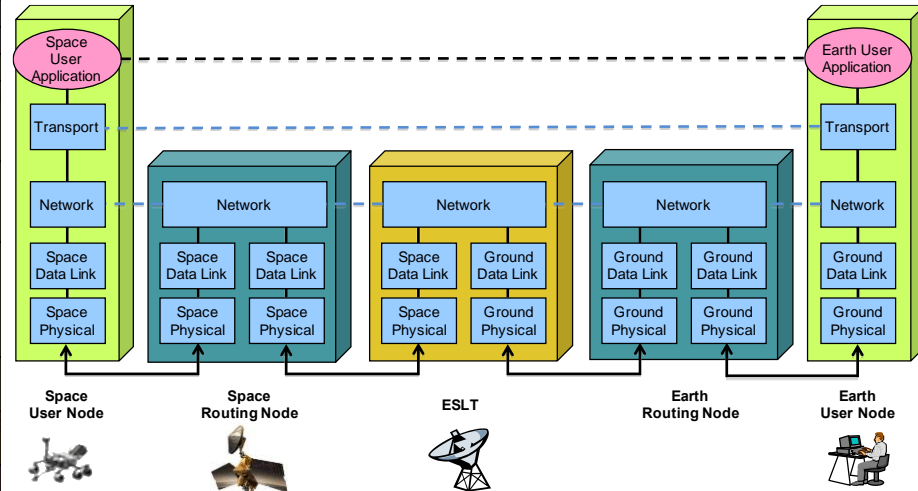 Space
User
Application
Earth User
Application
Transport
Transport
Network
Network
Network
Network
Network
Space
Data Link
Space
Data Link
Space
Data Link
Space
Data Link
Ground
Data Link
Ground
Data Link
Ground
Data Link
Ground
Data Link
Space
Physical
Space
Physical
Space
Physical
Space
Physical
Ground
Physical
Ground
Physical
Ground
Physical
Ground
Physical
Space
User Node
Space
Routing Node
ESLT
Earth
Routing Node
Earth
User Node